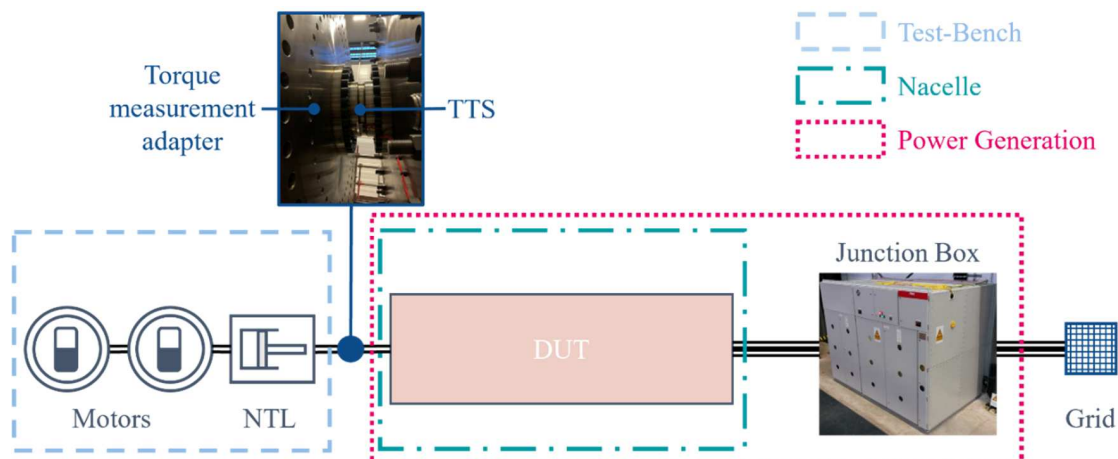 Torque
measurement
adapter
TTS
Test-Bench
Nacelle
Power Generation
Junction Box
DUT
Motors
NTL
Grid